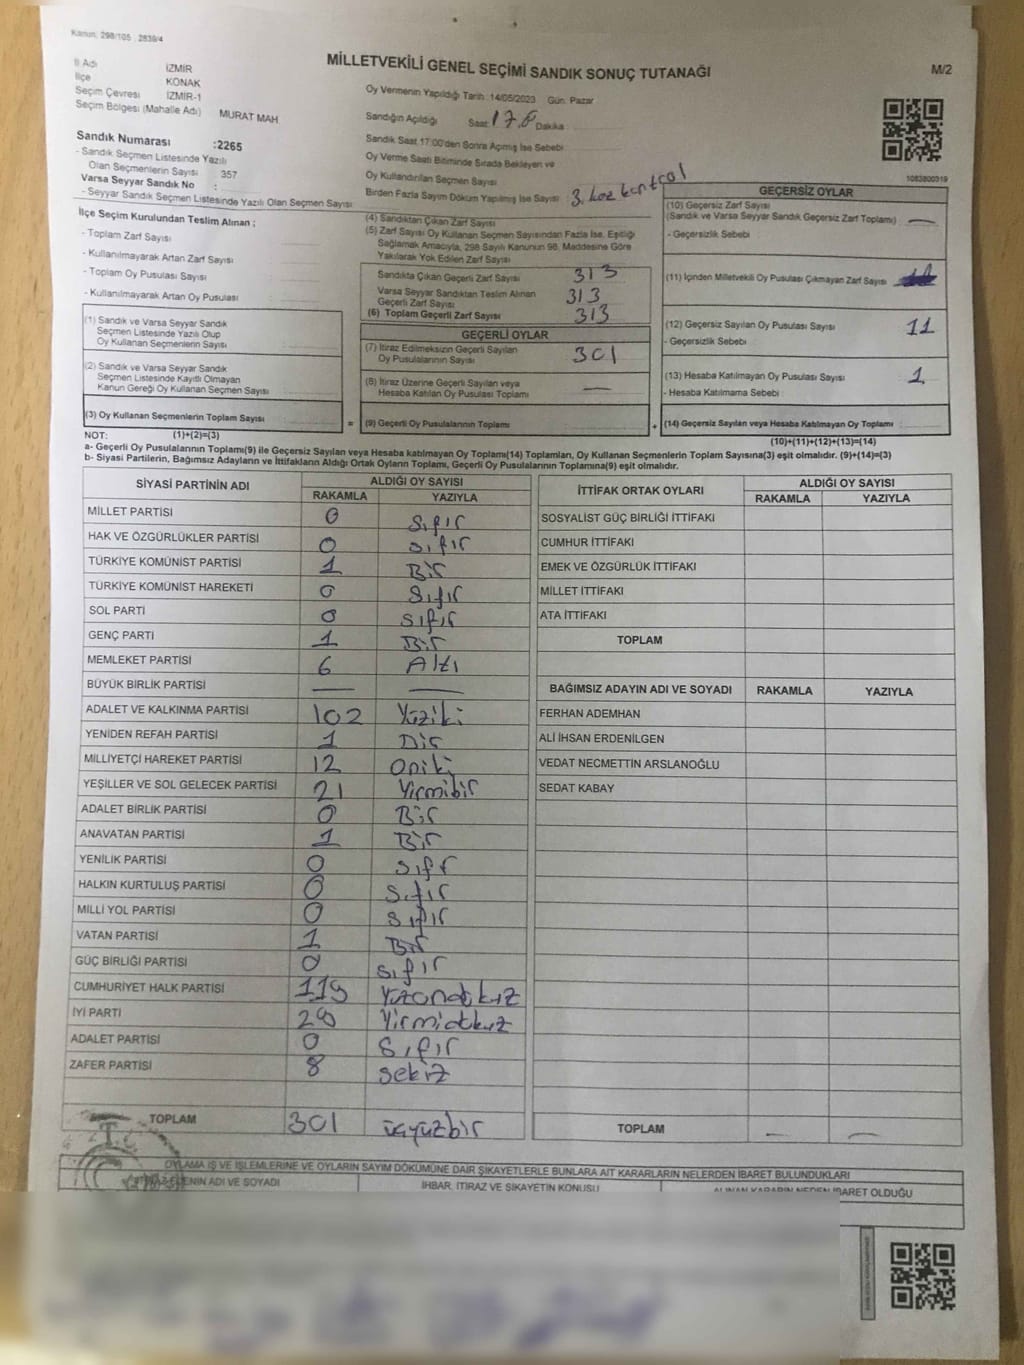 Kanun: 298/105 , 2839/4
MİLLETVEKİLİ GENEL SEÇİMİ SANDIK SONUÇ TUTANAĞI
M/2
İl Adı İZMİR
İlçe KONAK
Seçim Çevresi İZMİR-1
Seçim Bölgesi (Mahalle Adı) MURAT MAH
Sandık Numarası :2265
- Sandık Seçmen Listesinde Yazılı
Olan Seçmenlerin Sayısı 357
Varsa Seyyar Sandık No :
- Seyyar Sandık Seçmen Listesinde Yazılı Olan Seçmen Sayısı
Oy Vermenin Yapıldığı Tarih :14/05/2023 Gün: Pazar
Sandığın Açıldığı Saat: Dakika
Sandık Saat 17:00'den Sonra Açımış İse Sebebi
Oy Verme Saati Bitiminde Sırada Bekleyen ve
Oy Kullandırılan Seçmen Sayısı
Birden Fazla Sayım Döküm Yapılmış İse Sayısı : 3. kez kontrol
1083800319
İlçe Seçim Kurulundan Teslim Alınan :
- Toplam Zarf Sayısı
- Kullanılmayarak Artan Zarf Sayısı
- Toplam Oy Pusulası Sayısı
- Kullanılmayarak Artan Oy Pusulası
(1) Sandık ve Varsa Seyyar Sandık
Seçmen Listesinde Yazılı Olup
Oy Kullanan Seçmenlerin Sayısı
(2) Sandık ve Varsa Seyyar Sandık
Seçmen Listesinde Kayıtlı Olmayan
Kanun Gereği Oy Kullanan Seçmen Sayısı
(3) Oy Kullanan Seçmenlerin Toplam Sayısı
(1)+(2)=(3)
(4) Sandıktan Çıkan Zarf Sayısı
(5) Zarf Sayısı Oy Kullanan Seçmen Sayısından Fazla İse, Eşitliği
Sağlamak Amacıyla, 298 Sayılı Kanunun 98. Maddesine Göre
Yakılarak Yok Edilen Zarf Sayısı
Sandıkta Çıkan Geçerli Zarf Sayısı 313
Varsa Seyyar Sandıktan Teslim Alınan
Geçerli Zarf Sayısı 313
(6) Toplam Geçerli Zarf Sayısı 313
GEÇERLİ OYLAR
(7) İtiraz Edilmeksizin Geçerli Sayılan
Oy Pusulalarının Sayısı 301
(8) İtiraz Üzerine Geçerli Sayılan veya
Hesaba Katılan Oy Pusulası Toplamı —
= (9) Geçerli Oy Pusulalarının Toplamı
GEÇERSİZ OYLAR
(10) Geçersiz Zarf Sayısı
(Sandık ve Varsa Seyyar Sandık Geçersiz Zarf Toplamı) —
- Geçersizlik Sebebi
(11) İçinden Milletvekili Oy Pusulası Çıkmayan Zarf Sayısı
(12) Geçersiz Sayılan Oy Pusulası Sayısı 11
- Geçersizlik Sebebi
(13) Hesaba Katılmayan Oy Pusulası Sayısı 1
- Hesaba Katılmama Sebebi
+ (14) Geçersiz Sayılan veya Hesaba Katılmayan Oy Toplamı
(10)+(11)+(12)+(13)=(14)
NOT:
a- Geçerli Oy Pusulalarının Toplamı(9) ile Geçersiz Sayılan veya Hesaba katılmayan Oy Toplamı(14) Toplamları, Oy Kullanan Seçmenlerin Toplam Sayısına(3) eşit olmalıdır. (9)+(14)=(3)
b- Siyasi Partilerin, Bağımsız Adayların ve İttifakların Aldığı Ortak Oyların Toplamı, Geçerli Oy Pusulalarının Toplamına(9) eşit olmalıdır.
SİYASİ PARTİNİN ADI ALDIĞI OY SAYISI
RAKAMLA YAZIYLA
MİLLET PARTİSİ 0 Sıfır
HAK VE ÖZGÜRLÜKLER PARTİSİ 0 Sıfır
TÜRKİYE KOMÜNİST PARTİSİ 1 Bir
TÜRKİYE KOMÜNİST HAREKETİ 0 Sıfır
SOL PARTİ 0 Sıfır
GENÇ PARTİ 1 Bir
MEMLEKET PARTİSİ 6 Altı
BÜYÜK BİRLİK PARTİSİ — —
ADALET VE KALKINMA PARTİSİ 102 Yüziki
YENİDEN REFAH PARTİSİ 1 Bir
MİLLİYETÇİ HAREKET PARTİSİ 12 Oniki
YEŞİLLER VE SOL GELECEK PARTİSİ 21 Yirmibir
ADALET BİRLİK PARTİSİ 0 Bir
ANAVATAN PARTİSİ 1 Bir
YENİLİK PARTİSİ 0 Sıfır
HALKIN KURTULUŞ PARTİSİ 0 Sıfır
MİLLİ YOL PARTİSİ 0 Sıfır
VATAN PARTİSİ 1 Bir
GÜÇ BİRLİĞİ PARTİSİ 0 Sıfır
CUMHURİYET HALK PARTİSİ 119 Yüzondokuz
İYİ PARTİ 29 Yirmidokuz
ADALET PARTİSİ 0 Sıfır
ZAFER PARTİSİ 8 Sekiz
TOPLAM 301 üçyüzbir
İTTİFAK ORTAK OYLARI ALDIĞI OY SAYISI
RAKAMLA YAZIYLA
SOSYALİST GÜÇ BİRLİĞİ İTTİFAKI
CUMHUR İTTİFAKI
EMEK VE ÖZGÜRLÜK İTTİFAKI
MİLLET İTTİFAKI
ATA İTTİFAKI
TOPLAM
BAĞIMSIZ ADAYIN ADI VE SOYADI RAKAMLA YAZIYLA
FERHAN ADEMHAN
ALİ İHSAN ERDENİLGEN
VEDAT NECMETTİN ARSLANOĞLU
SEDAT KABAY
TOPLAM — —
T.C.
OYLAMA İŞ VE İŞLEMLERİNE VE OYLARIN SAYIM DÖKÜMÜNE DAİR ŞİKAYETLERLE BUNLARA AİT KARARLARIN NELERDEN İBARET BULUNDUKLARI
ADI VE SOYADI İHBAR, İTİRAZ VE ŞİKAYETİN KONUSU ALINAN KARARIN NEDEN İBARET OLDUĞU